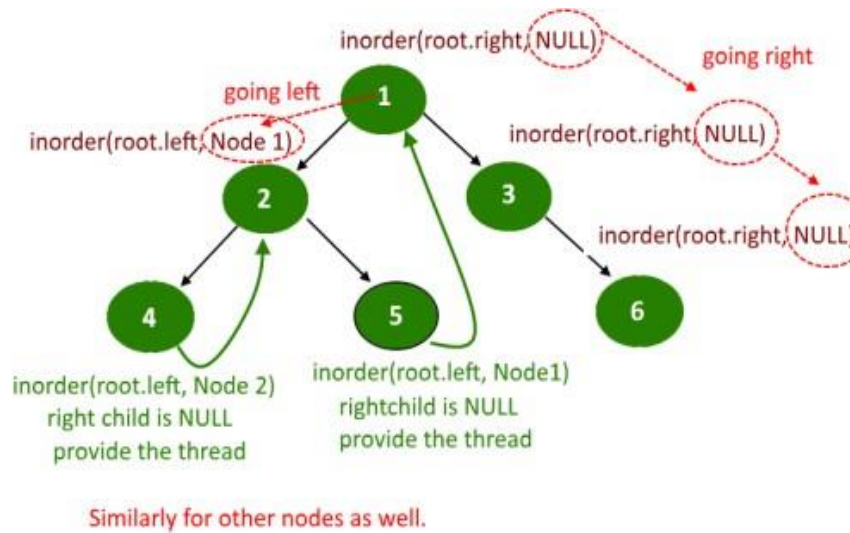 inorder(root.right, NULL)
going right
going left
1
inorder(root.left, Node 1)
inorder(root.right, NULL)
2
3
inorder(root.right, NULL)
4
5
6
inorder(root.left, Node 2)
right child is NULL
provide the thread
inorder(root.left, Node1)
rightchild is NULL
provide the thread
Similarly for other nodes as well.